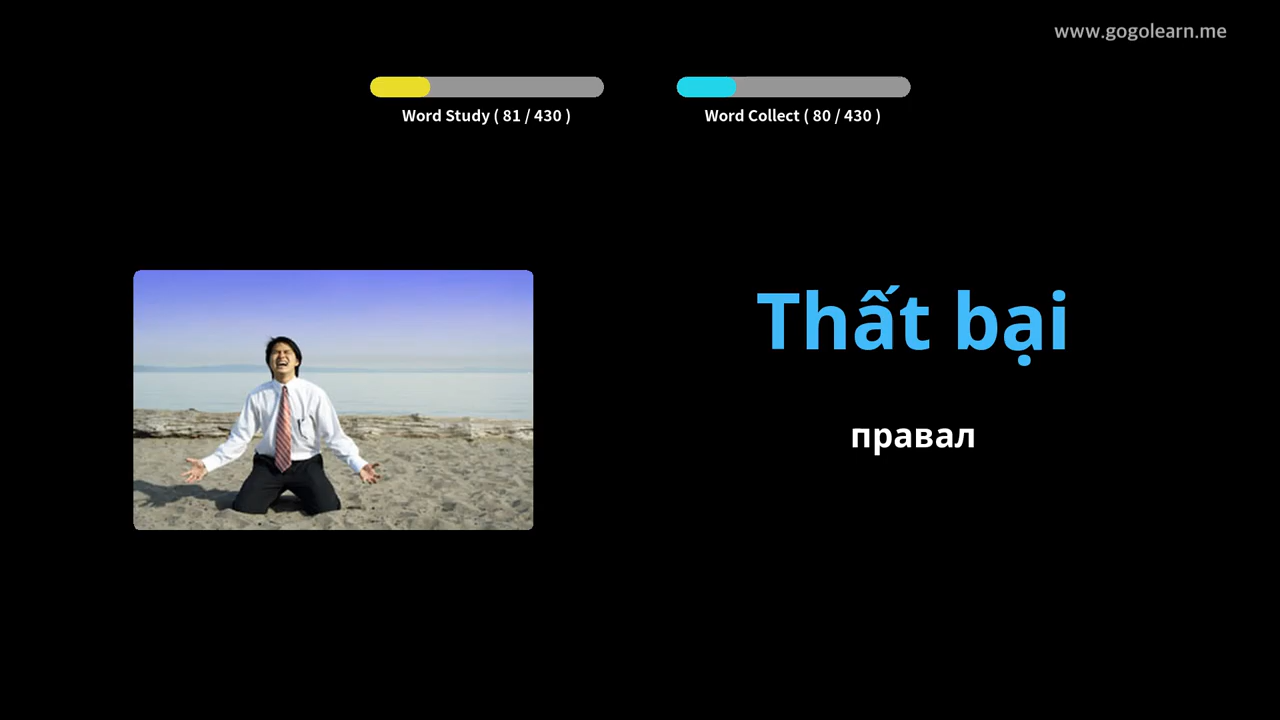 www.gogolearn.me
Word Study ( 81 / 430 )
Word Collect ( 80 / 430 )
Thất bại
правал